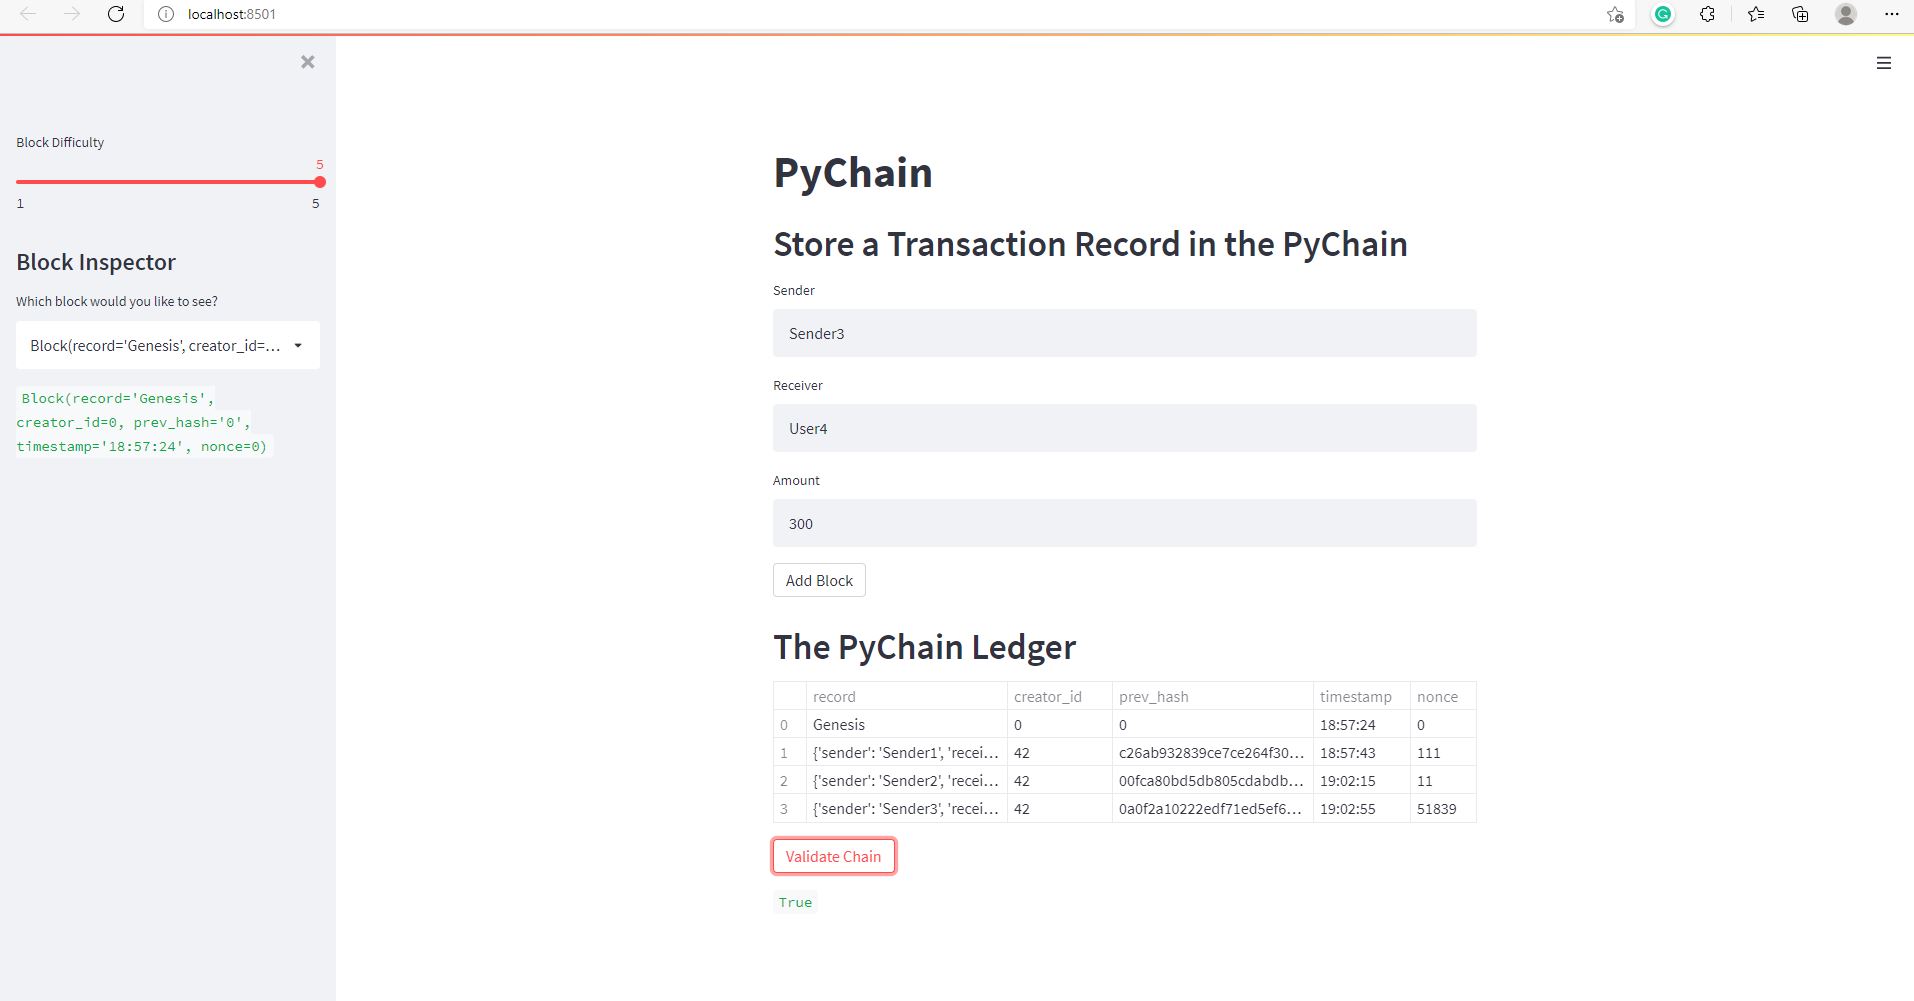 localhost:8501
Block Difficulty
5
1 5
Block Inspector
Which block would you like to see?
Block(record='Genesis', creator_id=...
Block(record='Genesis',
creator_id=0, prev_hash='0',
timestamp='18:57:24', nonce=0)
PyChain
Store a Transaction Record in the PyChain
Sender
Sender3
Receiver
User4
Amount
300
Add Block
The PyChain Ledger
record creator_id prev_hash timestamp nonce
0 Genesis 0 0 18:57:24 0
1 {'sender': 'Sender1', 'recei... 42 c26ab932839ce7ce264f30... 18:57:43 111
2 {'sender': 'Sender2', 'recei... 42 00fca80bd5db805cdabdb... 19:02:15 11
3 {'sender': 'Sender3', 'recei... 42 0a0f2a10222edf71ed5ef6... 19:02:55 51839
Validate Chain
True